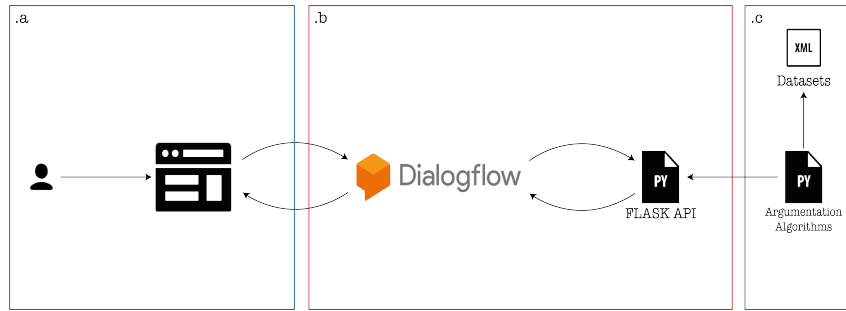 .a
.b
.c
XML
Datasets
Dialogflow
PY
FLASK API
PY
Argumentation
Algorithms